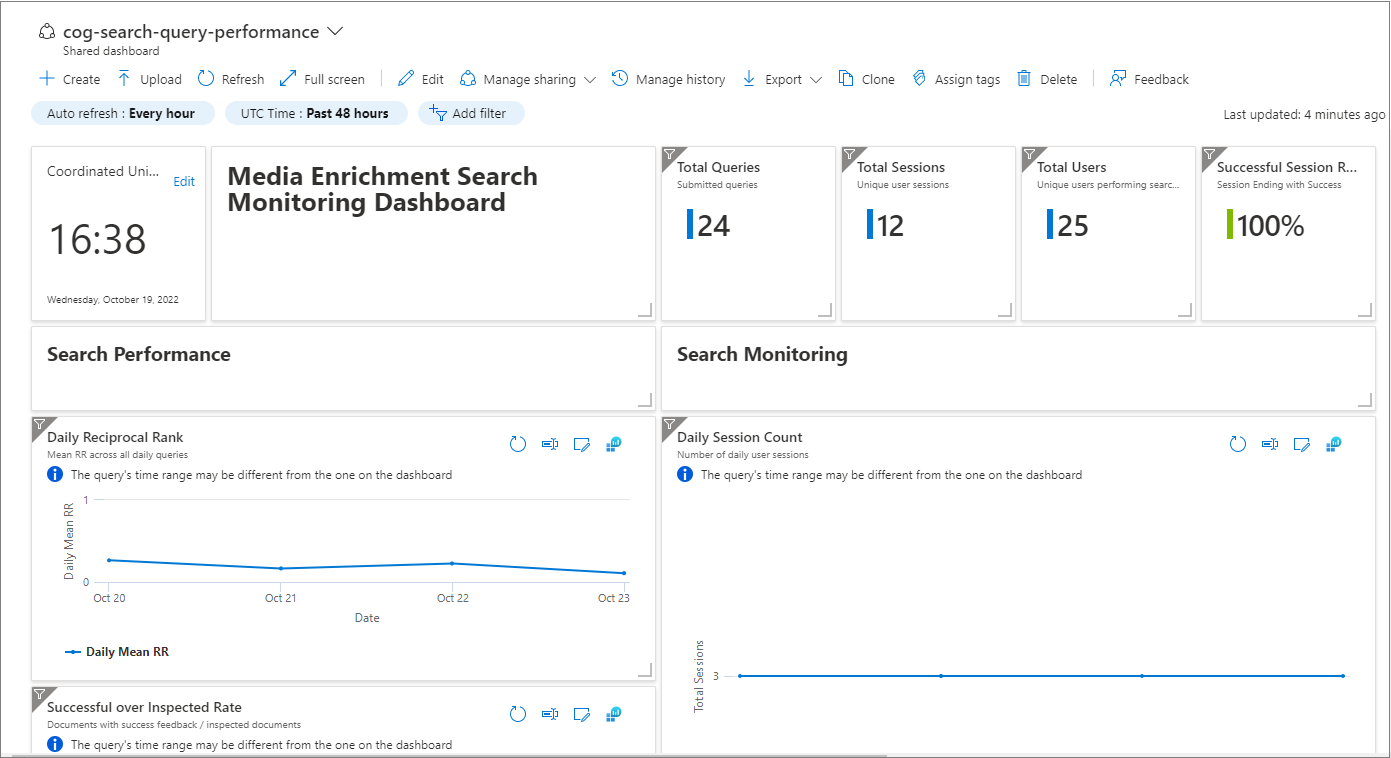 cog-search-query-performance
Shared dashboard
Create Upload Refresh Full screen Edit Manage sharing Manage history Export Clone Assign tags Delete Feedback
Auto refresh : Every hour UTC Time : Past 48 hours Add filter
Last updated: 4 minutes ago
Coordinated Uni...
Edit
16:38
Wednesday, October 19, 2022
Media Enrichment Search
Monitoring Dashboard
Total Queries
Submitted queries
24
Total Sessions
Unique user sessions
12
Total Users
Unique users performing searc...
25
Successful Session R...
Session Ending with Success
100%
Search Performance
Search Monitoring
Daily Reciprocal Rank
Mean RR across all daily queries
The query's time range may be different from the one on the dashboard
Daily Mean RR
1
0
Oct 20 Oct 21 Oct 22 Oct 23
Date
Daily Mean RR
Daily Session Count
Number of daily user sessions
The query's time range may be different from the one on the dashboard
Total Sessions
3
Successful over Inspected Rate
Documents with success feedback / inspected documents
The query's time range may be different from the one on the dashboard